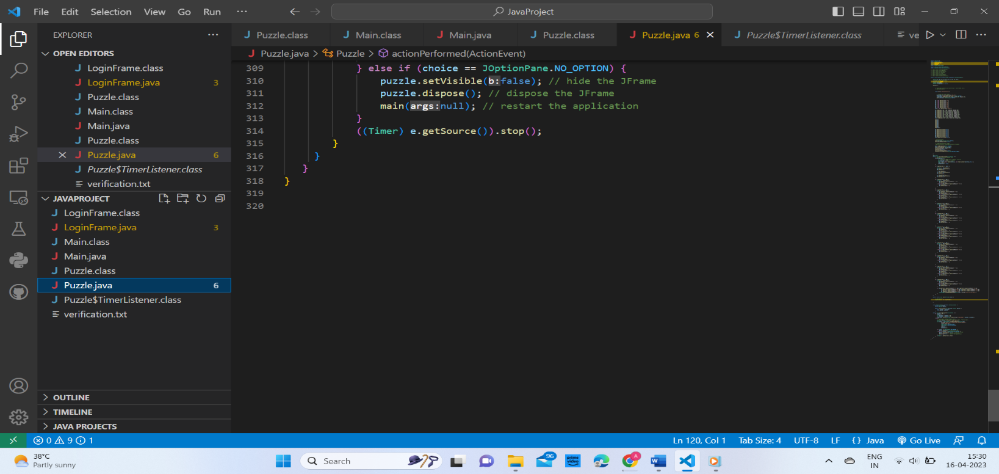 File Edit Selection View Go Run ··· JavaProject
EXPLORER ···
OPEN EDITORS
J LoginFrame.class
J LoginFrame.java 3
J Puzzle.class
J Main.class
J Main.java
J Puzzle.class
J Puzzle.java 6
J Puzzle$TimerListener.class
verification.txt
JAVAPROJECT
J LoginFrame.class
J LoginFrame.java 3
J Main.class
J Main.java
J Puzzle.class
J Puzzle.java 6
J Puzzle$TimerListener.class
verification.txt
OUTLINE
TIMELINE
JAVA PROJECTS
J Puzzle.class J Main.class J Main.java J Puzzle.class J Puzzle.java 6 J Puzzle$TimerListener.class ve ···
J Puzzle.java > Puzzle > actionPerformed(ActionEvent)
309 } else if (choice == JOptionPane.NO_OPTION) {
310 puzzle.setVisible(b:false); // hide the JFrame
311 puzzle.dispose(); // dispose the JFrame
312 main(args:null); // restart the application
313 }
314 ((Timer) e.getSource()).stop();
315 }
316 }
317 }
318 }
319
320
0 9 1 Ln 120, Col 1 Tab Size: 4 UTF-8 LF {} Java Go Live
38°C
Partly sunny
Search
96
prime video
A
ENG
IN
15:30
16-04-2023